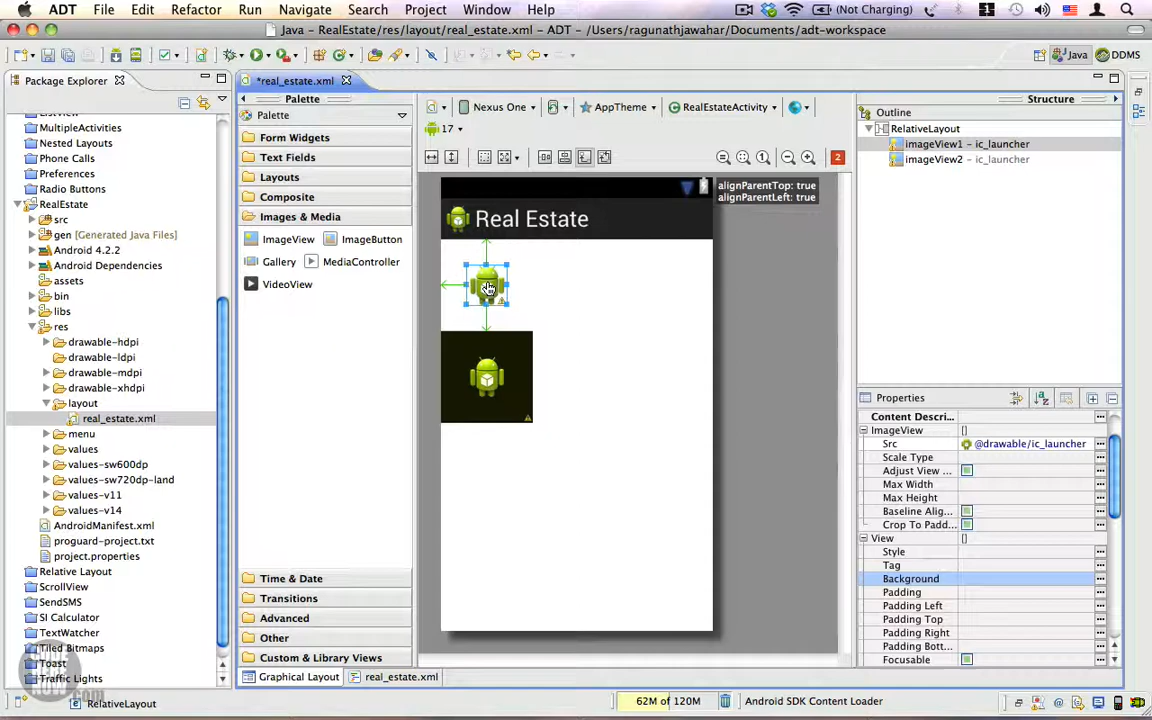 ADT File Edit Refactor Run Navigate Search Project Window Help (Not Charging) 1
Java – RealEstate/res/layout/real_estate.xml – ADT – /Users/ragunathjawahar/Documents/adt-workspace
Java DDMS
Package Explorer
ListView
MultipleActivities
Nested Layouts
Phone Calls
Preferences
Radio Buttons
RealEstate
src
gen [Generated Java Files]
Android 4.2.2
Android Dependencies
assets
bin
libs
res
drawable-hdpi
drawable-ldpi
drawable-mdpi
drawable-xhdpi
layout
real_estate.xml
menu
values
values-sw600dp
values-sw720dp-land
values-v11
values-v14
AndroidManifest.xml
proguard-project.txt
project.properties
Relative Layout
ScrollView
SendSMS
SI Calculator
TextWatcher
Tiled Bitmaps
Toast
Traffic Lights
*real_estate.xml
Palette
Palette
Form Widgets
Text Fields
Layouts
Composite
Images & Media
ImageView ImageButton
Gallery MediaController
VideoView
Time & Date
Transitions
Advanced
Other
Custom & Library Views
Graphical Layout real_estate.xml
Nexus One AppTheme RealEstateActivity
17
2
alignParentTop: true
alignParentLeft: true
Real Estate
Structure
Outline
RelativeLayout
imageView1 – ic_launcher
imageView2 – ic_launcher
Properties
Content Descri...
ImageView []
Src @drawable/ic_launcher
Scale Type
Adjust View ...
Max Width
Max Height
Baseline Alig...
Crop To Padd...
View []
Style
Tag
Background
Padding
Padding Left
Padding Top
Padding Right
Padding Bott...
Focusable
RelativeLayout
62M of 120M
Android SDK Content Loader